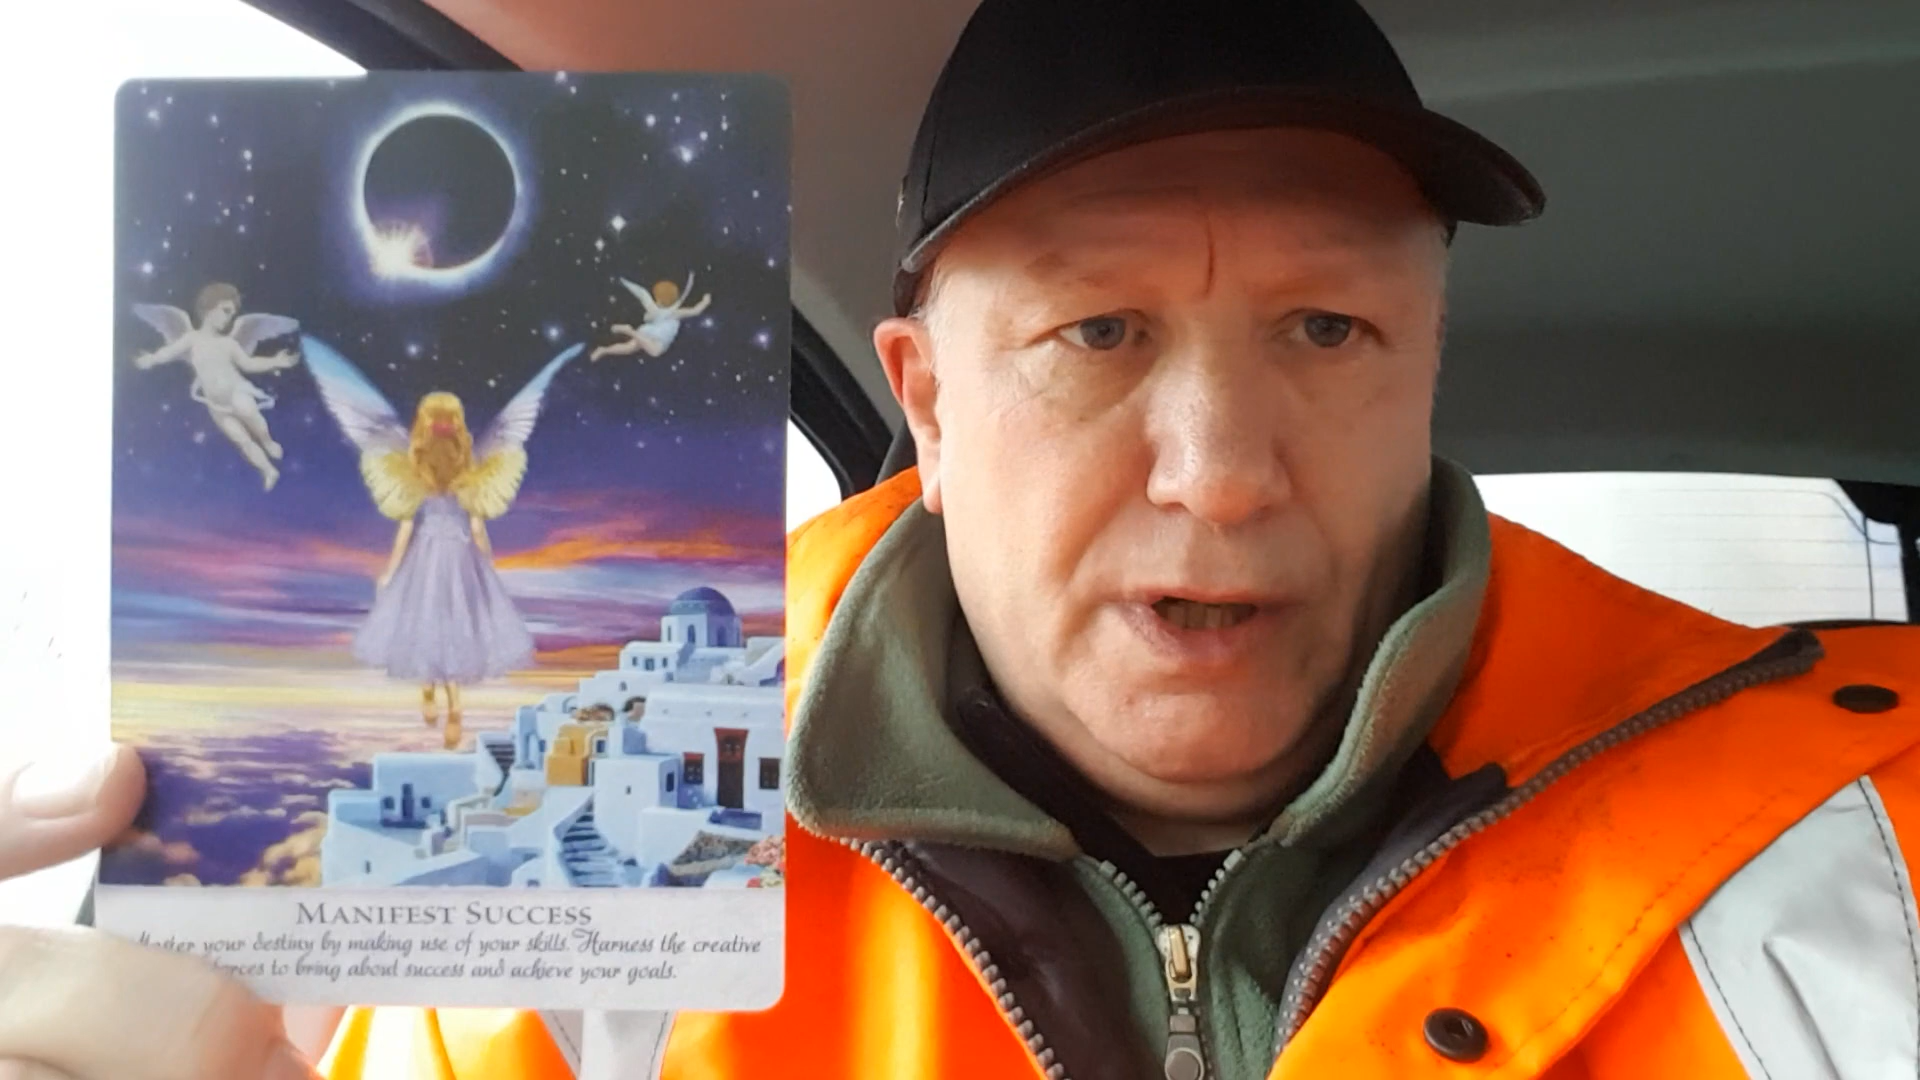 MANIFEST SUCCESS
your destiny by making use of your skills. Harness the creative
forces to bring about success and achieve your goals.